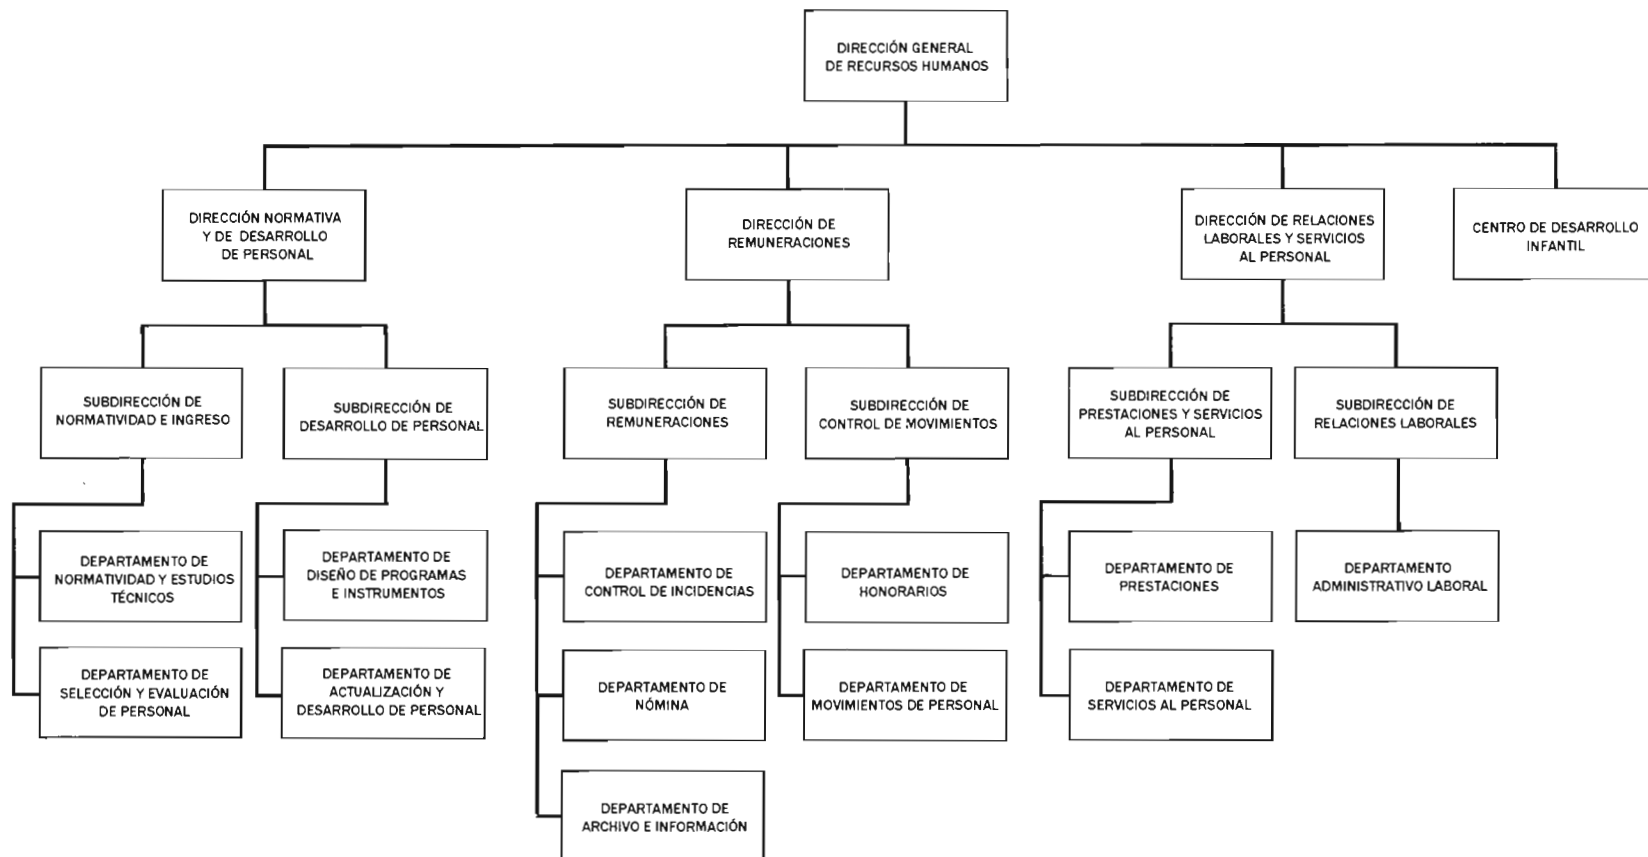 DIRECCIÓN GENERAL
DE RECURSOS HUMANOS
DIRECCIÓN NORMATIVA
Y DE DESARROLLO
DE PERSONAL
DIRECCIÓN DE
REMUNERACIONES
DIRECCIÓN DE RELACIONES
LABORALES Y SERVICIOS
AL PERSONAL
CENTRO DE DESARROLLO
INFANTIL
SUBDIRECCIÓN DE
NORMATIVIDAD E INGRESO
SUBDIRECCIÓN DE
DESARROLLO DE PERSONAL
SUBDIRECCIÓN DE
REMUNERACIONES
SUBDIRECCIÓN DE
CONTROL DE MOVIMIENTOS
SUBDIRECCIÓN DE
PRESTACIONES Y SERVICIOS
AL PERSONAL
SUBDIRECCIÓN DE
RELACIONES LABORALES
DEPARTAMENTO DE
NORMATIVIDAD Y ESTUDIOS
TÉCNICOS
DEPARTAMENTO DE
DISEÑO DE PROGRAMAS
E INSTRUMENTOS
DEPARTAMENTO DE
CONTROL DE INCIDENCIAS
DEPARTAMENTO DE
HONORARIOS
DEPARTAMENTO DE
PRESTACIONES
DEPARTAMENTO
ADMINISTRATIVO LABORAL
DEPARTAMENTO DE
SELECCIÓN Y EVALUACIÓN
DE PERSONAL
DEPARTAMENTO DE
ACTUALIZACIÓN Y
DESARROLLO DE PERSONAL
DEPARTAMENTO DE
NÓMINA
DEPARTAMENTO DE
MOVIMIENTOS DE PERSONAL
DEPARTAMENTO DE
SERVICIOS AL PERSONAL
DEPARTAMENTO DE
ARCHIVO E INFORMACIÓN